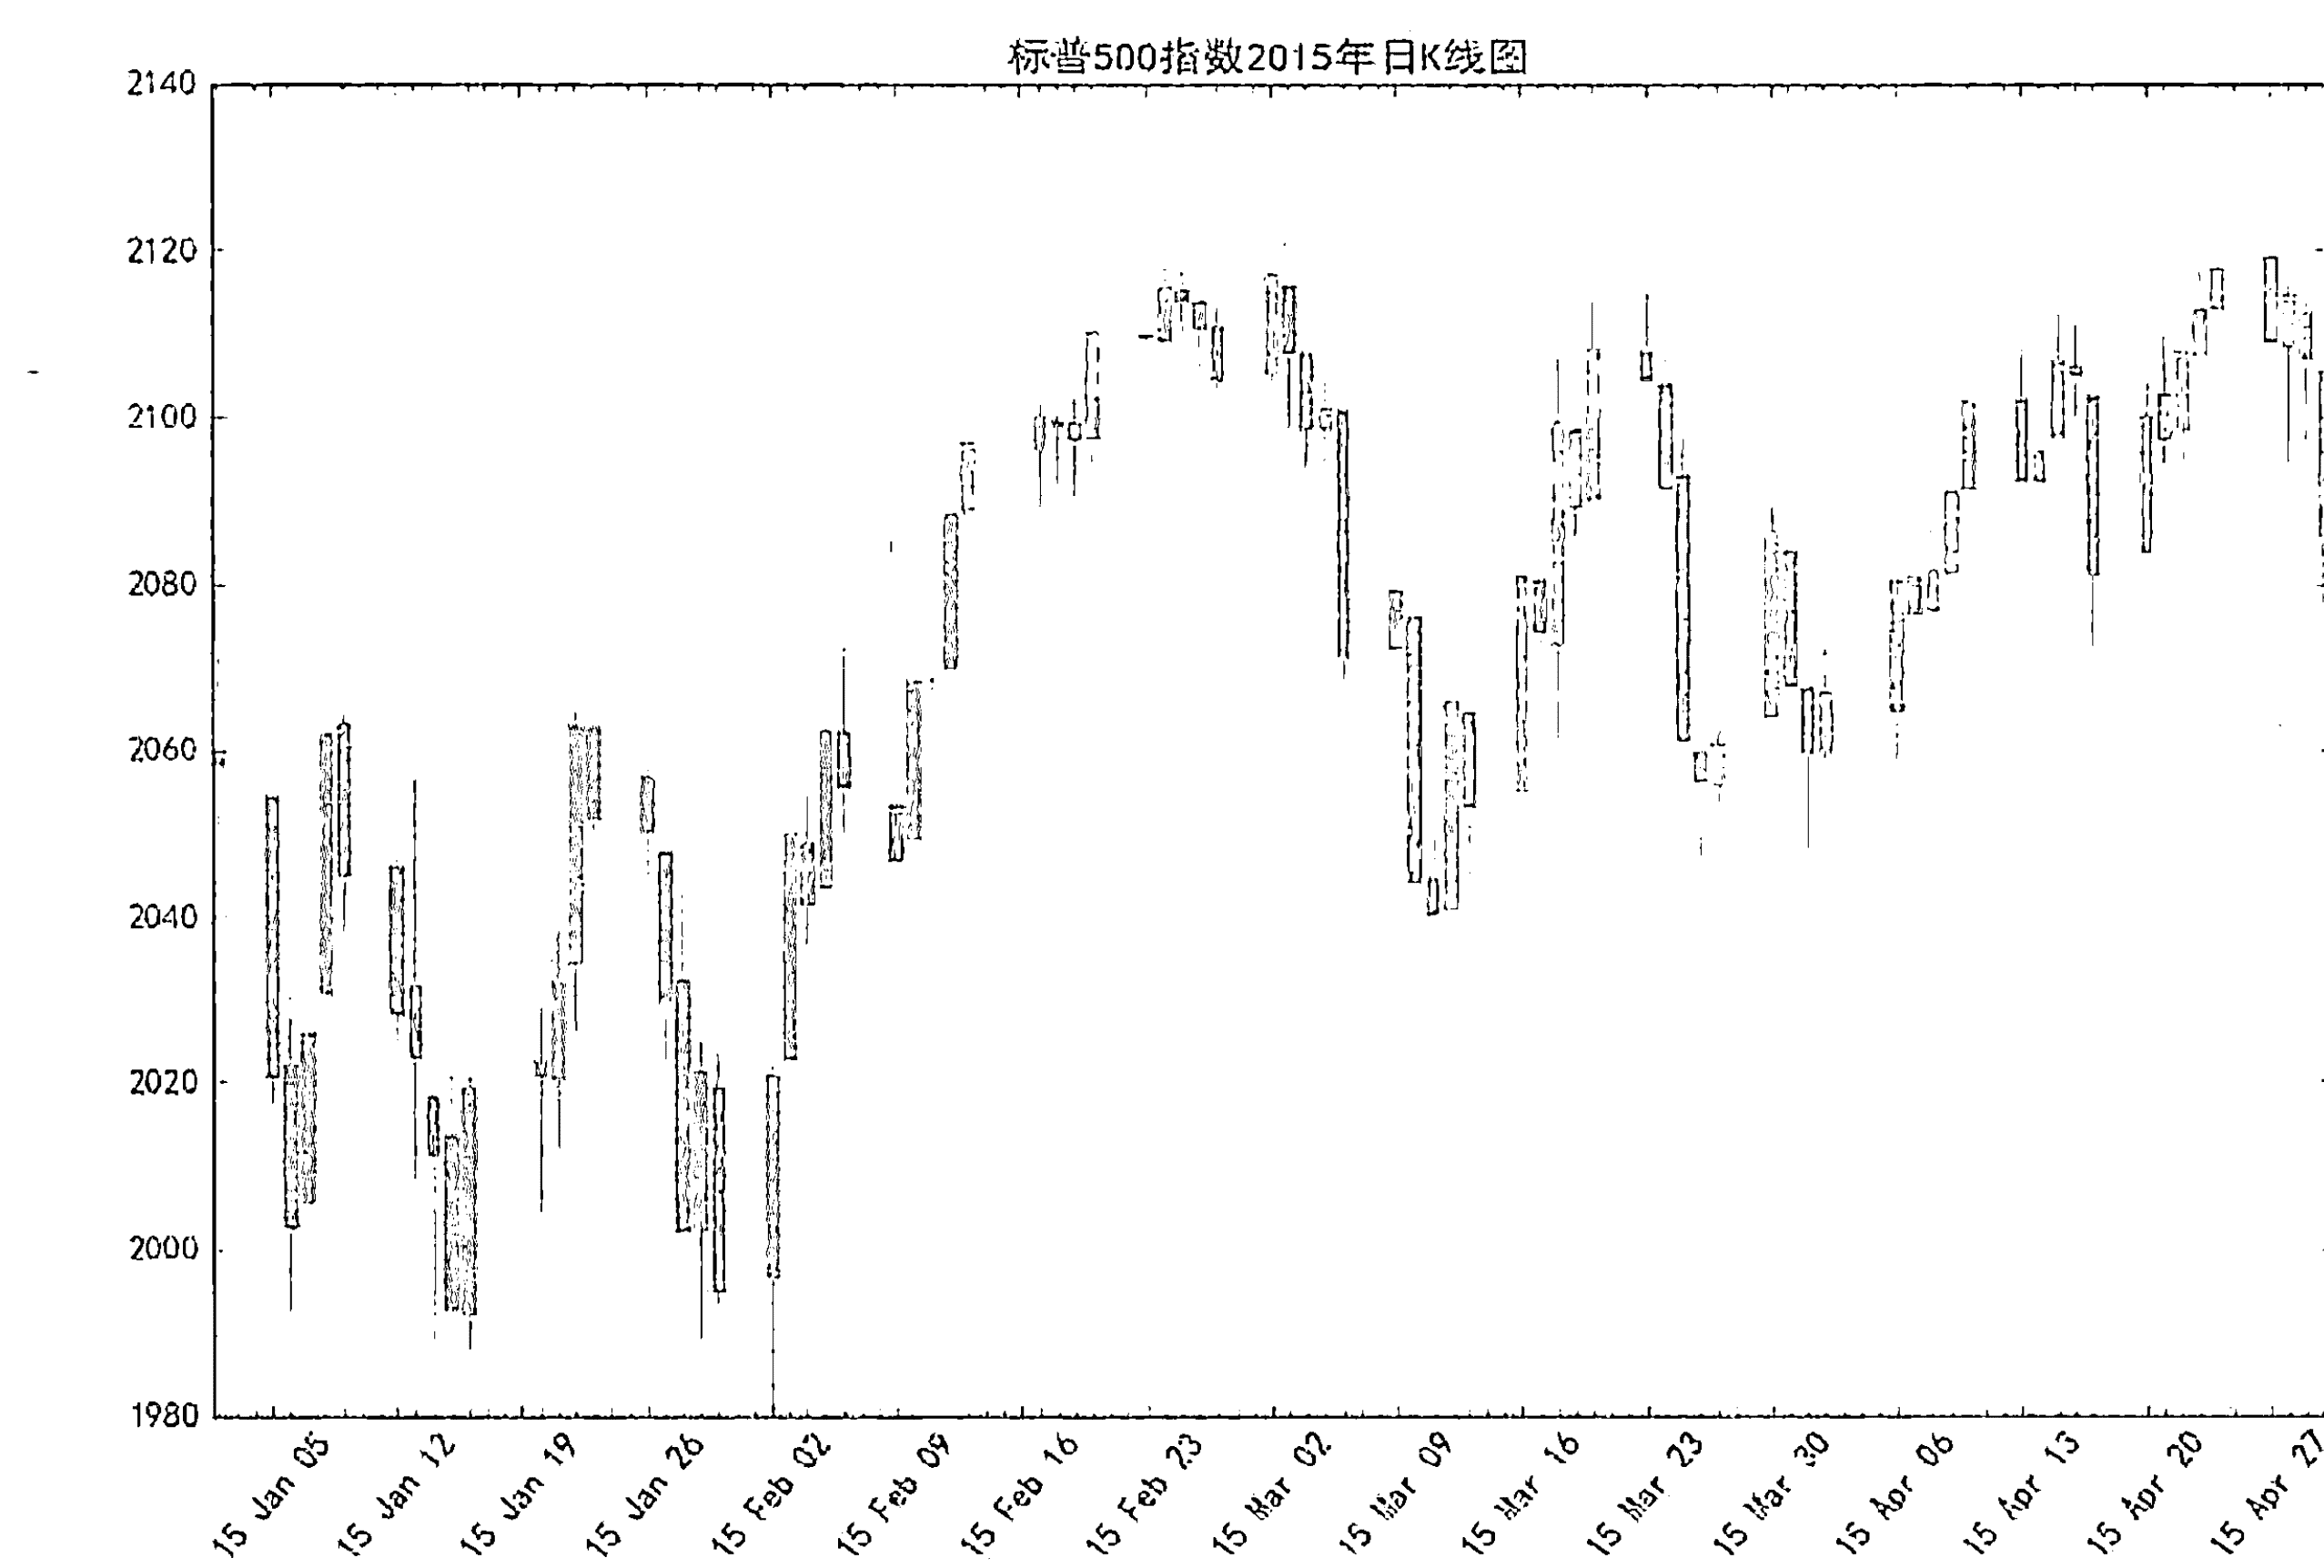 标普500指数2015年日K线图
2140
2120
2100
2080
2060
2040
2020
2000
1980
15 Jan 05
15 Jan 12
15 Jan 19
15 Jan 26
15 Feb 02
15 Feb 09
15 Feb 16
15 Feb 23
15 Mar 02
15 Mar 09
15 Mar 16
15 Mar 23
15 Mar 30
15 Apr 06
15 Apr 13
15 Apr 20
15 Apr 27